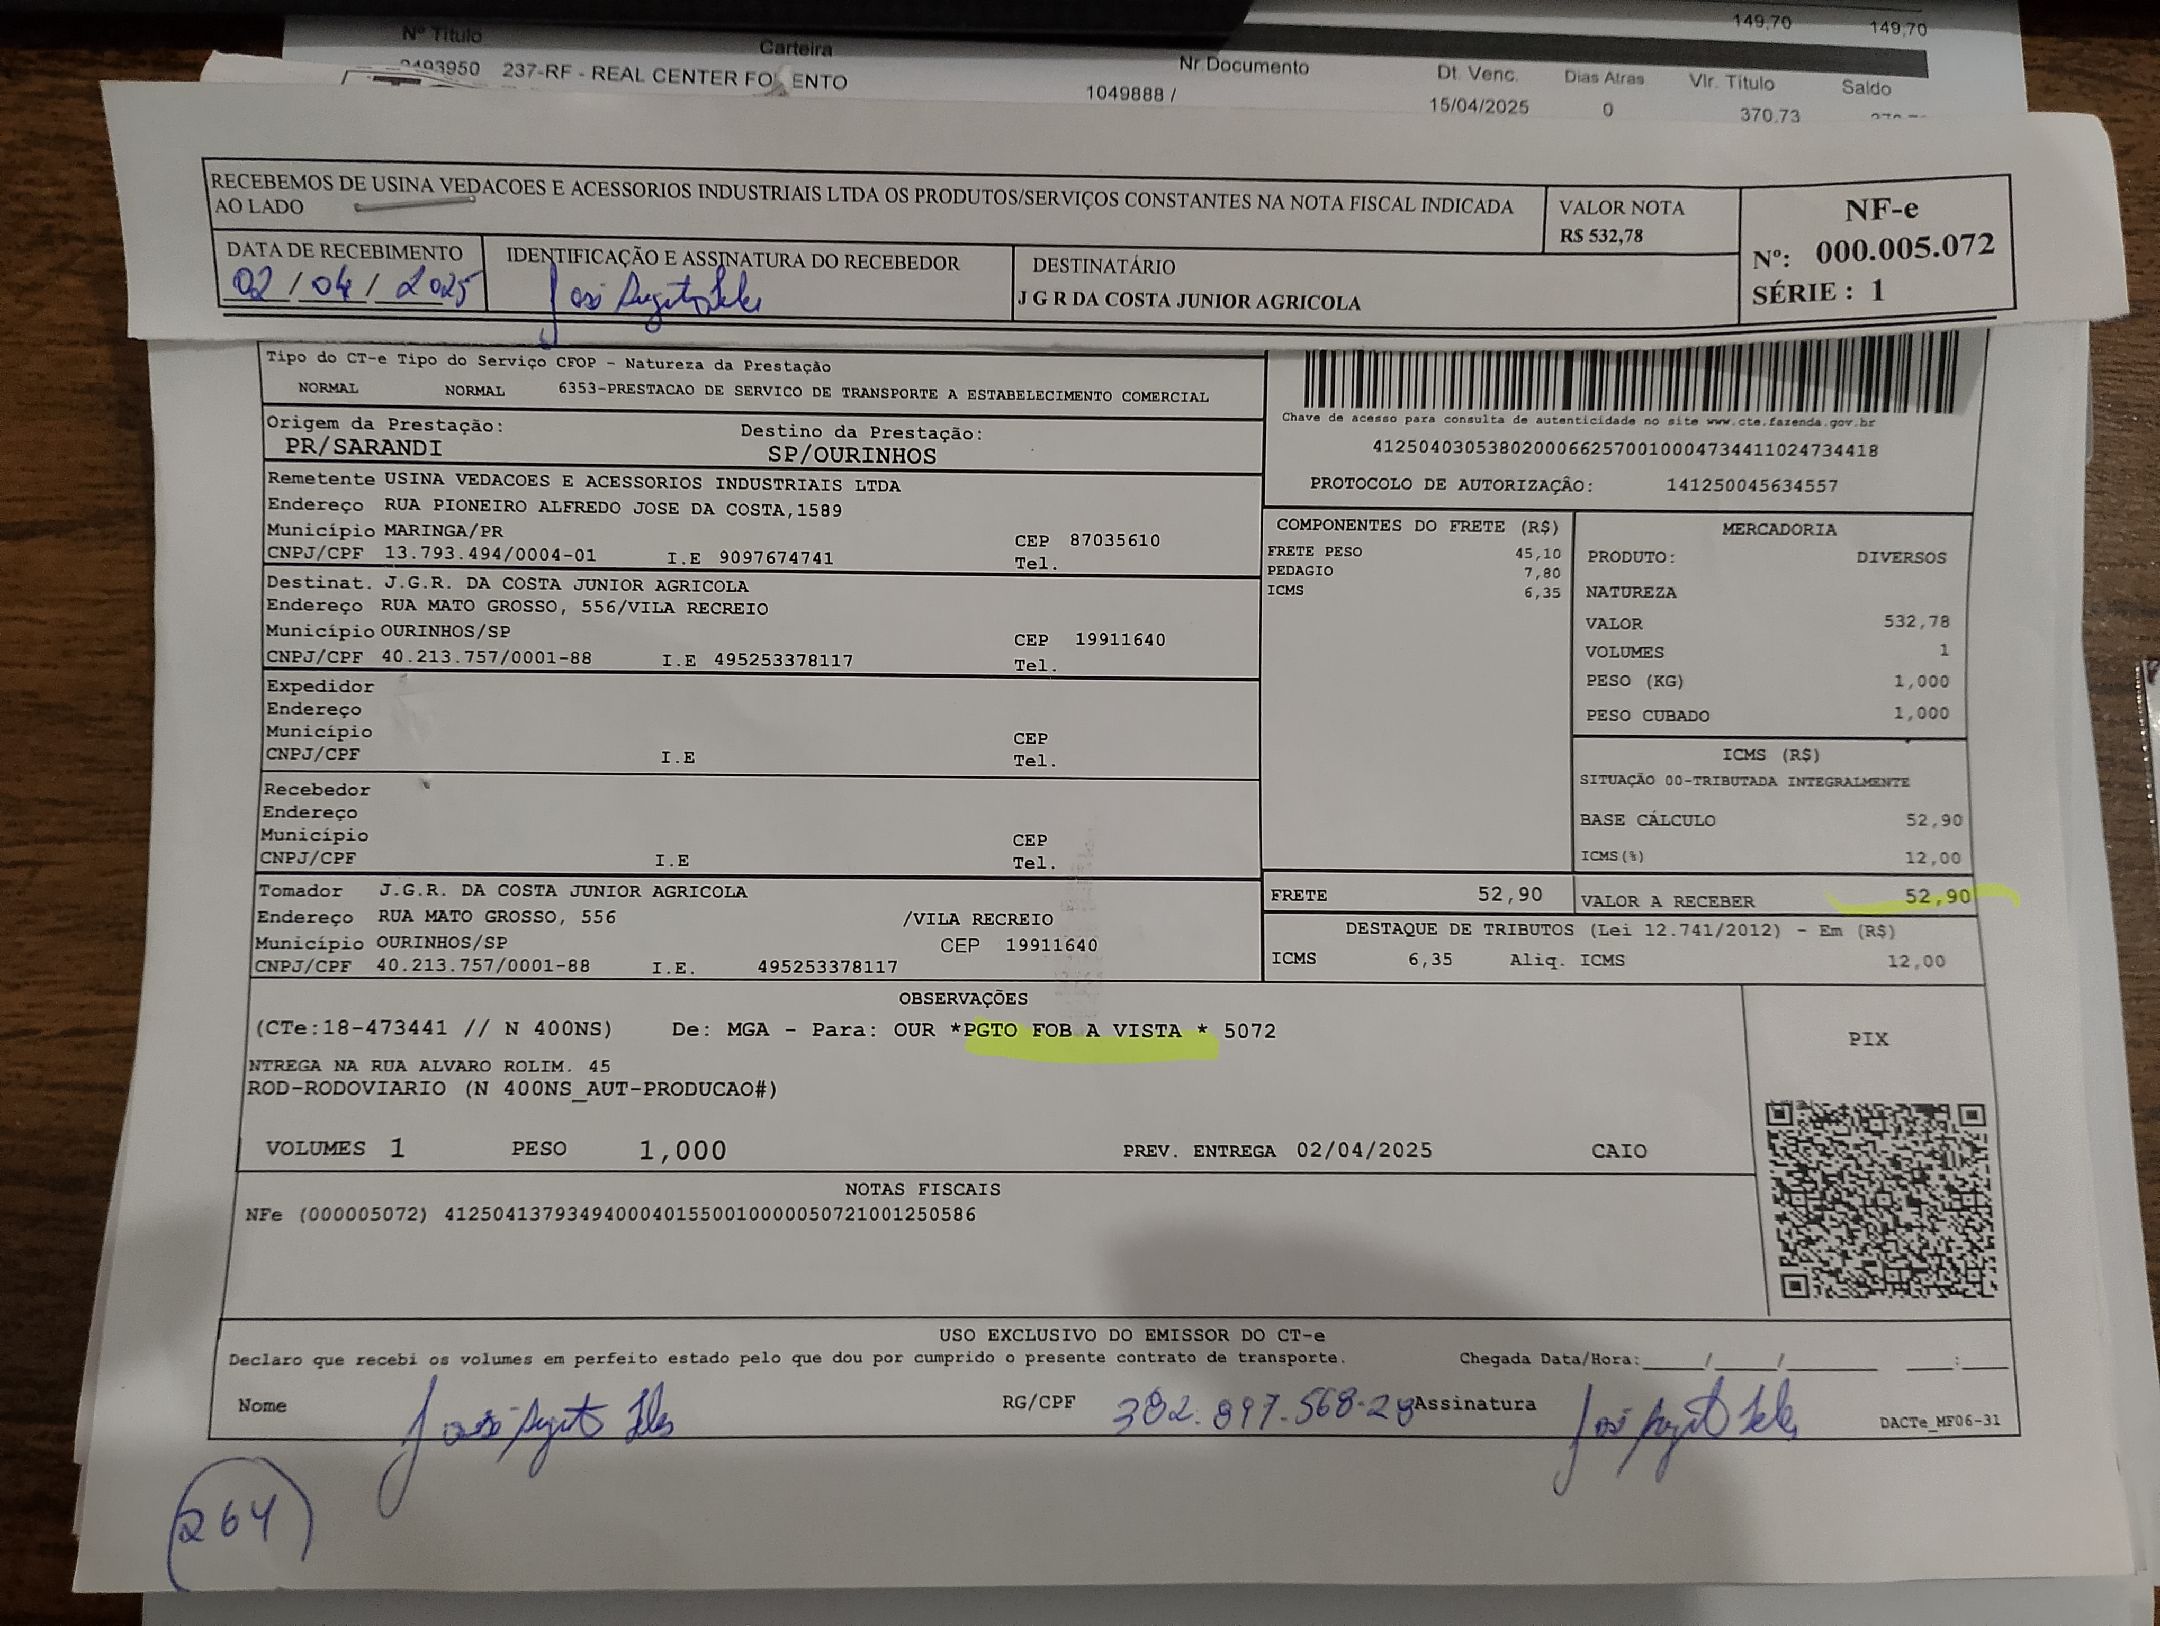 149,70 149,70
Nº Título Carteira Nr Documento Dt. Venc. Dias Atras Vlr. Título Saldo
237-RF - REAL CENTER FOMENTO 1049888 / 15/04/2025 0 370,73
RECEBEMOS DE USINA VEDACOES E ACESSORIOS INDUSTRIAIS LTDA OS PRODUTOS/SERVIÇOS CONSTANTES NA NOTA FISCAL INDICADA
AO LADO
VALOR NOTA
R$ 532,78
NF-e
Nº: 000.005.072
SÉRIE : 1
DATA DE RECEBIMENTO
02 / 04 / 2025
IDENTIFICAÇÃO E ASSINATURA DO RECEBEDOR
DESTINATÁRIO
J G R DA COSTA JUNIOR AGRICOLA
Tipo do CT-e Tipo do Serviço CFOP - Natureza da Prestação
NORMAL NORMAL 6353-PRESTACAO DE SERVICO DE TRANSPORTE A ESTABELECIMENTO COMERCIAL
Origem da Prestação: Destino da Prestação:
PR/SARANDI SP/OURINHOS
Chave de acesso para consulta de autenticidade no site www.cte.fazenda.gov.br
41250403053802000662570010004734411024734418
PROTOCOLO DE AUTORIZAÇÃO: 141250045634557
Remetente USINA VEDACOES E ACESSORIOS INDUSTRIAIS LTDA
Endereço RUA PIONEIRO ALFREDO JOSE DA COSTA,1589
Município MARINGA/PR CEP 87035610
CNPJ/CPF 13.793.494/0004-01 I.E 9097674741 Tel.
Destinat. J.G.R. DA COSTA JUNIOR AGRICOLA
Endereço RUA MATO GROSSO, 556/VILA RECREIO
Município OURINHOS/SP CEP 19911640
CNPJ/CPF 40.213.757/0001-88 I.E 495253378117 Tel.
Expedidor
Endereço
Município CEP
CNPJ/CPF I.E Tel.
Recebedor
Endereço
Município CEP
CNPJ/CPF I.E Tel.
Tomador J.G.R. DA COSTA JUNIOR AGRICOLA
Endereço RUA MATO GROSSO, 556 /VILA RECREIO
Município OURINHOS/SP CEP 19911640
CNPJ/CPF 40.213.757/0001-88 I.E. 495253378117
COMPONENTES DO FRETE (R$)
FRETE PESO 45,10
PEDAGIO 7,80
ICMS 6,35
MERCADORIA
PRODUTO: DIVERSOS
NATUREZA
VALOR 532,78
VOLUMES 1
PESO (KG) 1,000
PESO CUBADO 1,000
ICMS (R$)
SITUAÇÃO 00-TRIBUTADA INTEGRALMENTE
BASE CÁLCULO 52,90
ICMS(%) 12,00
FRETE 52,90 VALOR A RECEBER 52,90
DESTAQUE DE TRIBUTOS (Lei 12.741/2012) - Em (R$)
ICMS 6,35 Aliq. ICMS 12,00
OBSERVAÇÕES
(CTe:18-473441 // N 400NS) De: MGA - Para: OUR *PGTO FOB A VISTA * 5072
NTREGA NA RUA ALVARO ROLIM. 45
ROD-RODOVIARIO (N 400NS_AUT-PRODUCAO#)
VOLUMES 1 PESO 1,000 PREV. ENTREGA 02/04/2025 CAIO
PIX
NOTAS FISCAIS
NFe (000005072) 41250413793494000401550010000050721001250586
USO EXCLUSIVO DO EMISSOR DO CT-e
Declaro que recebi os volumes em perfeito estado pelo que dou por cumprido o presente contrato de transporte. Chegada Data/Hora:____/____/______ ___:___
Nome RG/CPF 382.897.568-28 Assinatura
DACTe_MF06-31
264